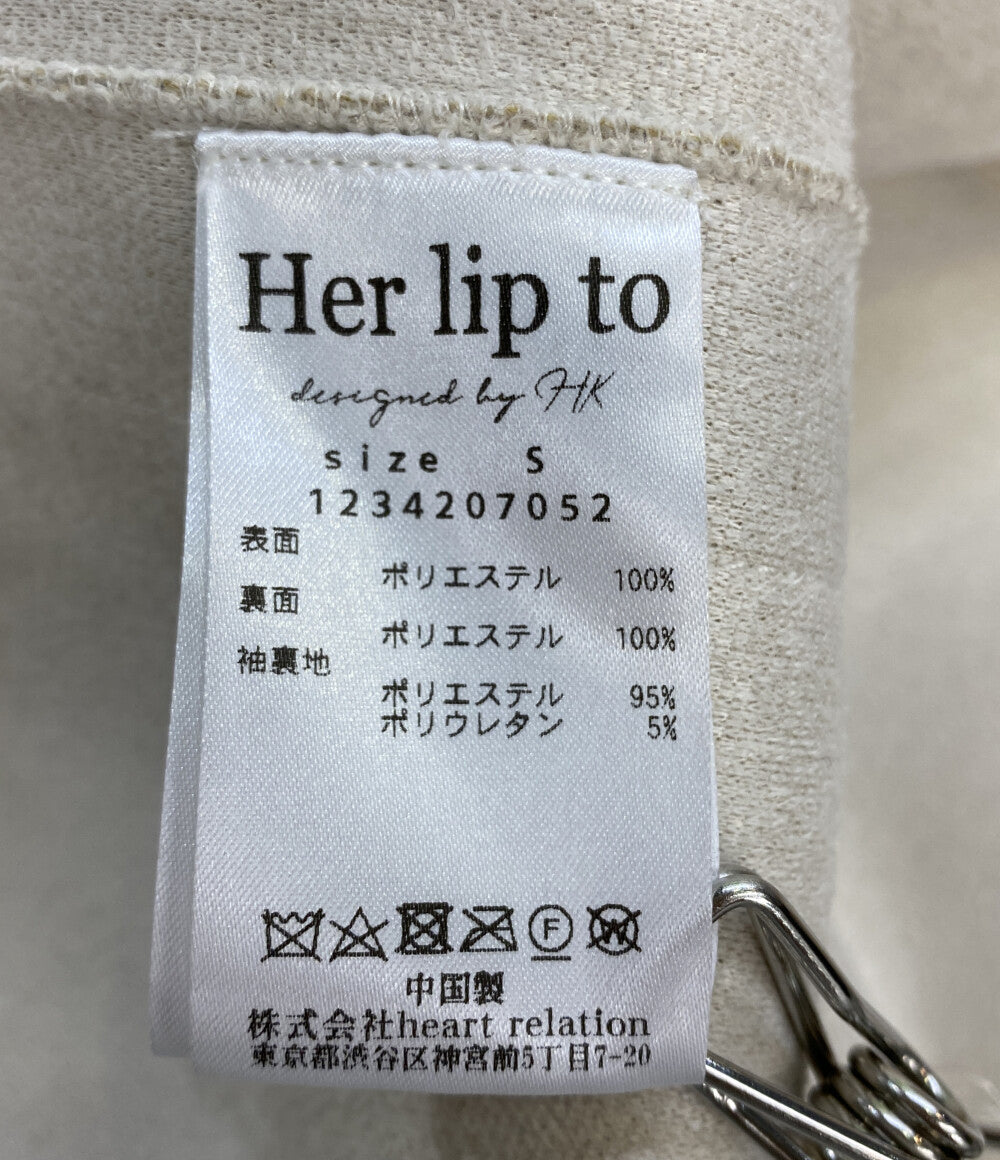 Her lip to
designed by HK
size S
1234207052
表面
ポリエステル 100%
裏面
ポリエステル 100%
袖裏地
ポリエステル 95%
ポリウレタン 5%
F W
中国製
株式会社heart relation
東京都渋谷区神宮前5丁目7-20